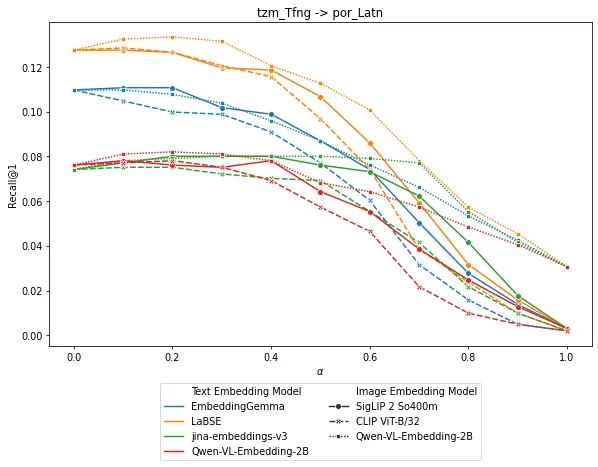 tzm_Tfng -> por_Latn
Recall@1
0.12
0.10
0.08
0.06
0.04
0.02
0.00
0.0 0.2 0.4 0.6 0.8 1.0
α
Text Embedding Model
EmbeddingGemma
LaBSE
jina-embeddings-v3
Qwen-VL-Embedding-2B
Image Embedding Model
SigLIP 2 So400m
CLIP ViT-B/32
Qwen-VL-Embedding-2B